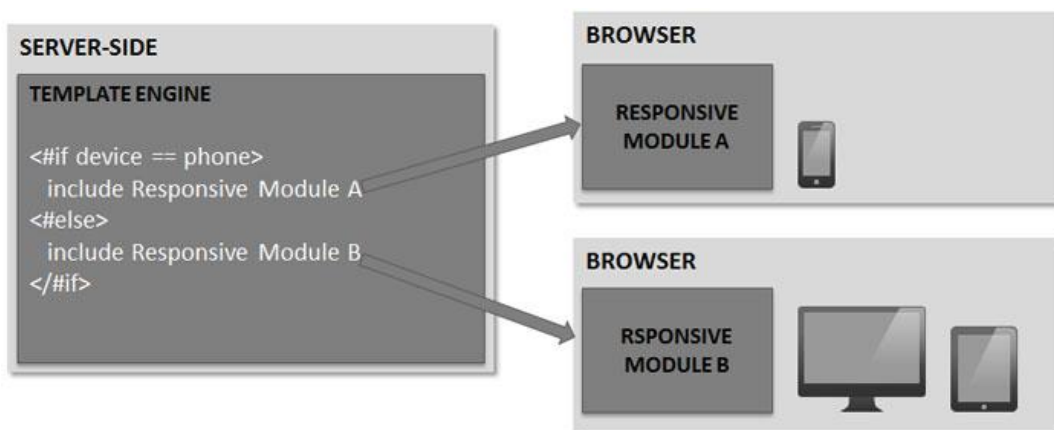 SERVER-SIDE
TEMPLATE ENGINE
<#if device == phone>
include Responsive Module A
<#else>
include Responsive Module B
</#if>
BROWSER
RESPONSIVE
MODULE A
BROWSER
RSPONSIVE
MODULE B